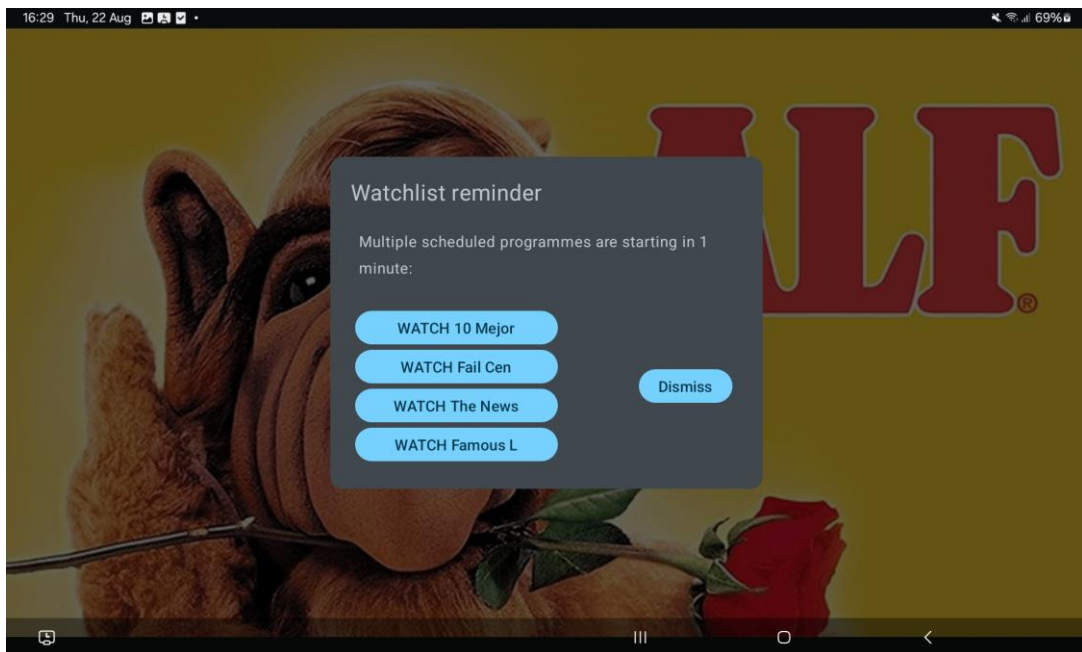 16:29 Thu, 22 Aug
69%
ALF
®
Watchlist reminder
Multiple scheduled programmes are starting in 1
minute:
WATCH 10 Mejor
WATCH Fail Cen
WATCH The News
WATCH Famous L
Dismiss